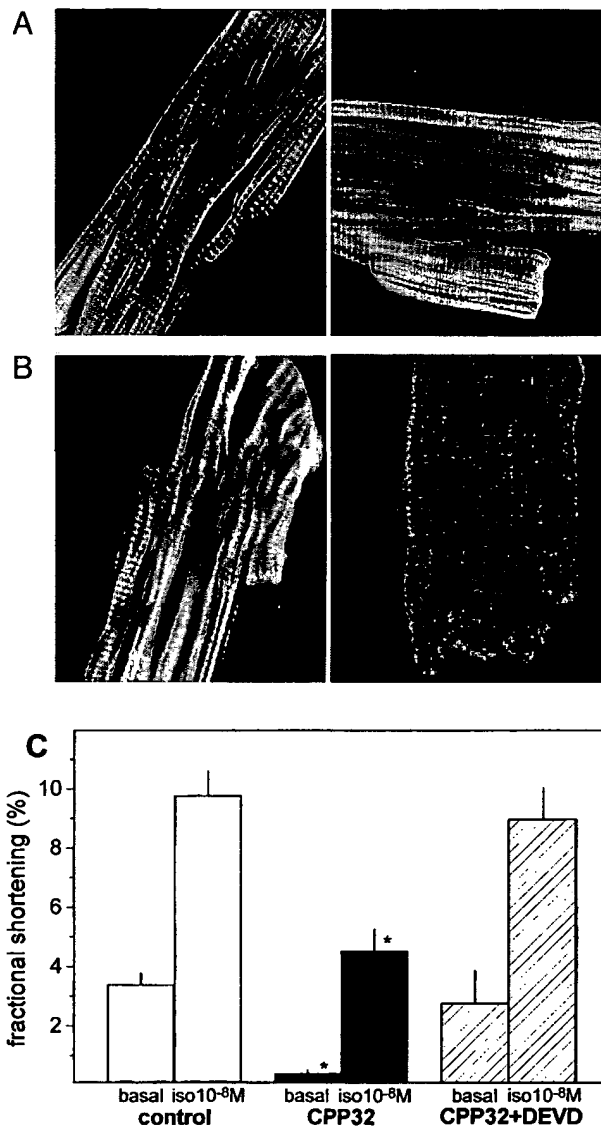 A
B
C
fractional shortening (%)
10
8
6
4
2
*
*
basal iso10⁻⁸M basal iso10⁻⁸M basal iso10⁻⁸M
control CPP32 CPP32+DEVD